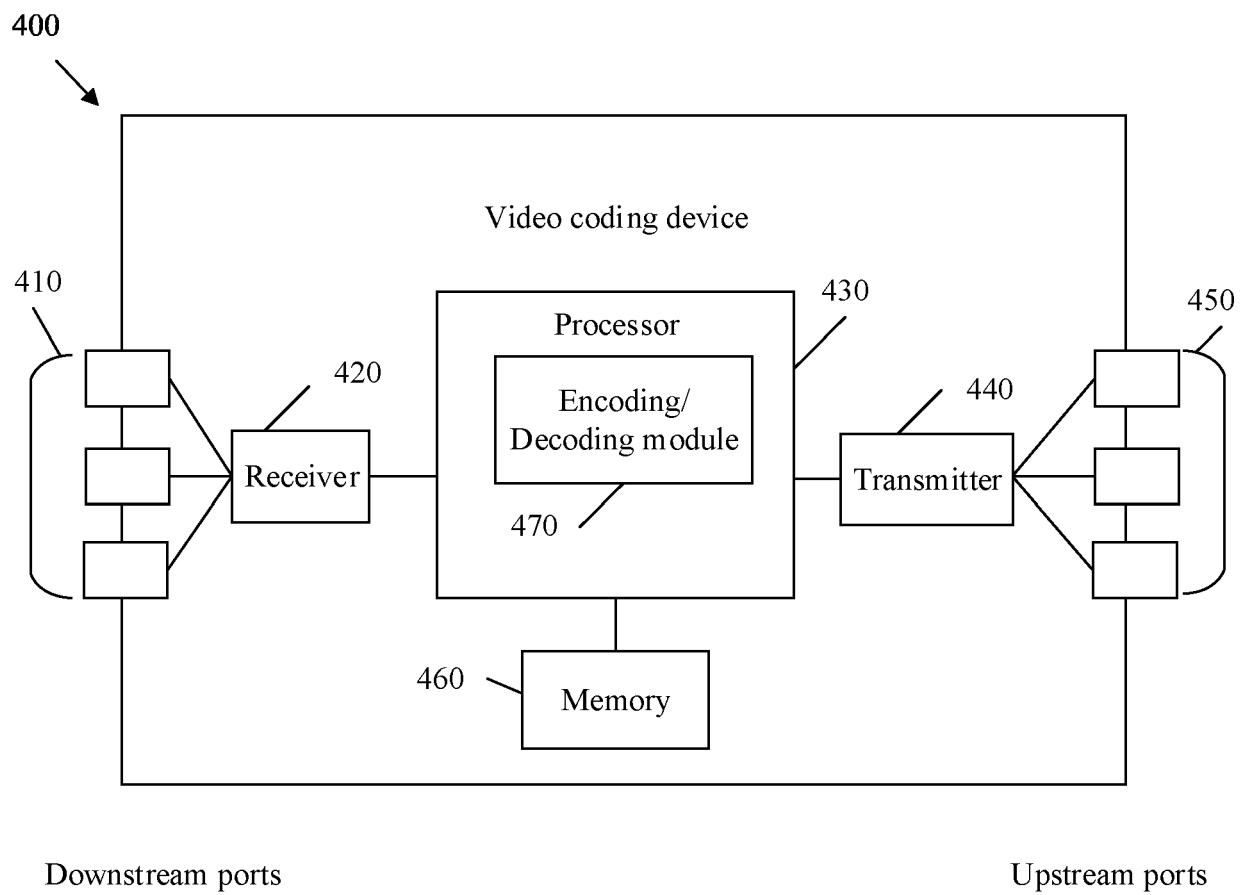 400
Video coding device
410
430
450
Processor
420
440
Encoding/
Decoding module
Receiver
Transmitter
470
460
Memory
Downstream ports
Upstream ports